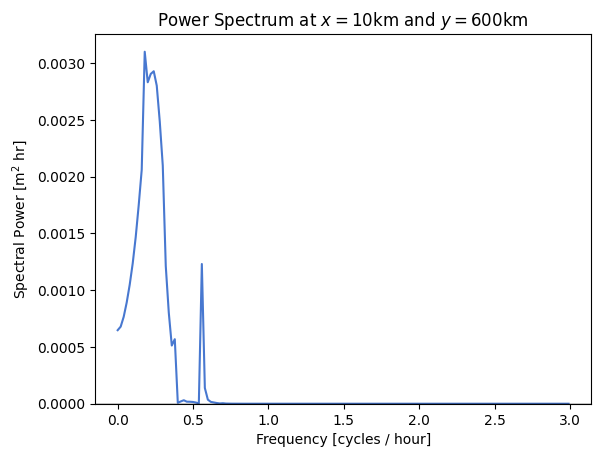 Power Spectrum at x = 10km and y = 600km
0.0030
0.0025
0.0020
0.0015
0.0010
0.0005
0.0000
Spectral Power [m² hr]
0.0 0.5 1.0 1.5 2.0 2.5 3.0
Frequency [cycles / hour]